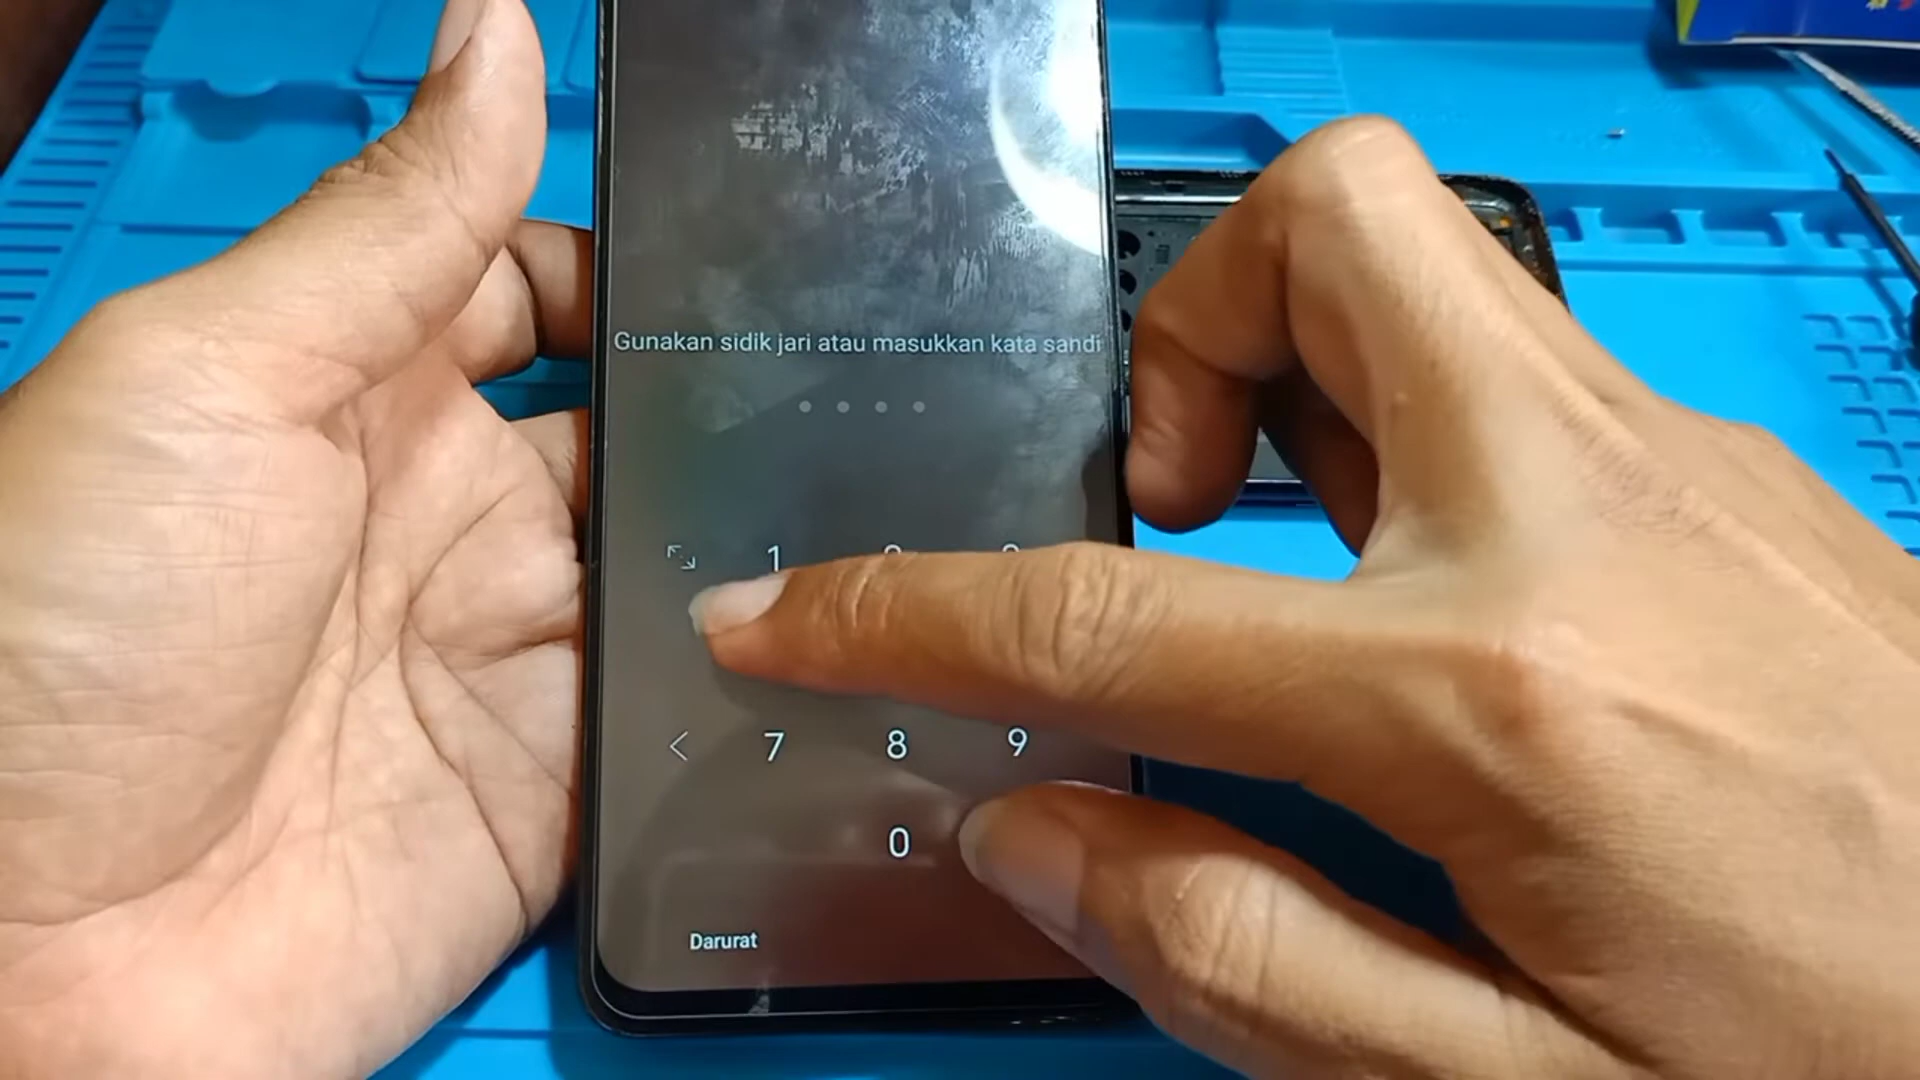 Gunakan sidik jari atau masukkan kata sandi
1
7 8 9
0
Darurat